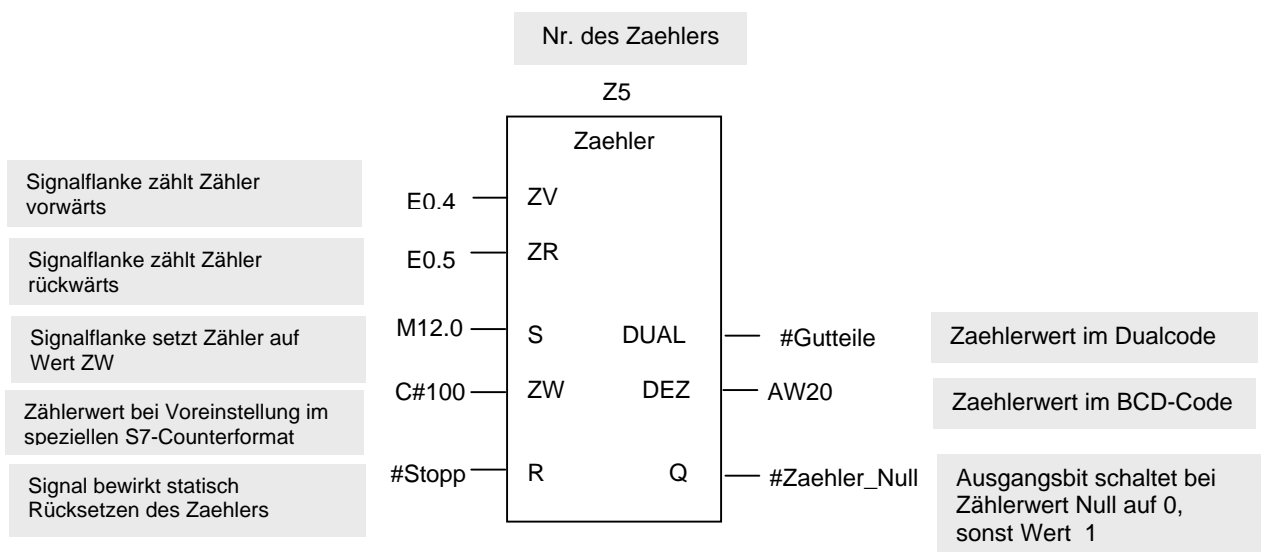 Nr. des Zaehlers
Z5
Zaehler
Signalflanke zählt Zähler
vorwärts
E0.4
ZV
Signalflanke zählt Zähler
rückwärts
E0.5
ZR
Signalflanke setzt Zähler auf
Wert ZW
M12.0
S
DUAL
#Gutteile
Zaehlerwert im Dualcode
Zählerwert bei Voreinstellung im
speziellen S7-Counterformat
C#100
ZW
DEZ
AW20
Zaehlerwert im BCD-Code
Signal bewirkt statisch
Rücksetzen des Zaehlers
#Stopp
R
Q
#Zaehler_Null
Ausgangsbit schaltet bei
Zählerwert Null auf 0,
sonst Wert 1